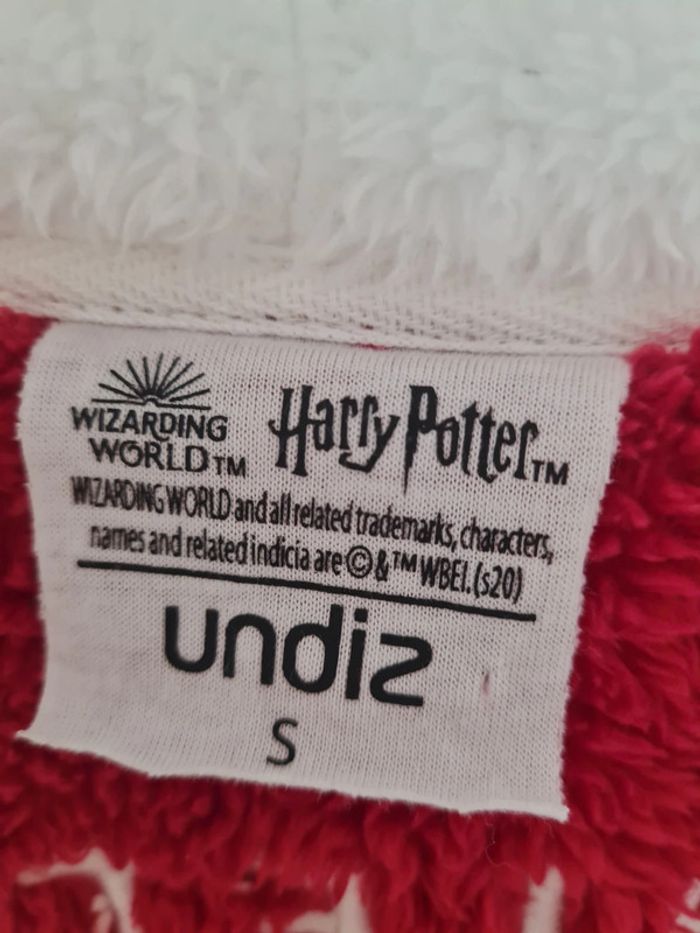 WIZARDING
WORLD™
Harry Potter™
WIZARDING WORLD and all related trademarks, characters,
names and related indicia are © & ™ WBEI. (s20)
undiz
S